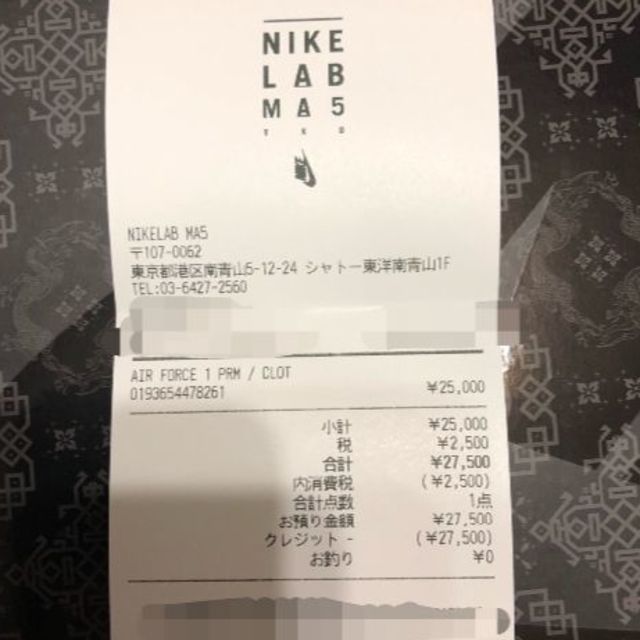 NIKE
LAB
MA5
TKO
NIKELAB MA5
〒107-0062
東京都港区南青山5-12-24 シャトー東洋南青山1F
TEL:03-6427-2560
AIR FORCE 1 PRM / CLOT
0193654478261 ¥25,000
小計 ¥25,000
税 ¥2,500
合計 ¥27,500
内消費税 (¥2,500)
合計点数 1点
お預り金額 ¥27,500
クレジット - (¥27,500)
お釣り ¥0